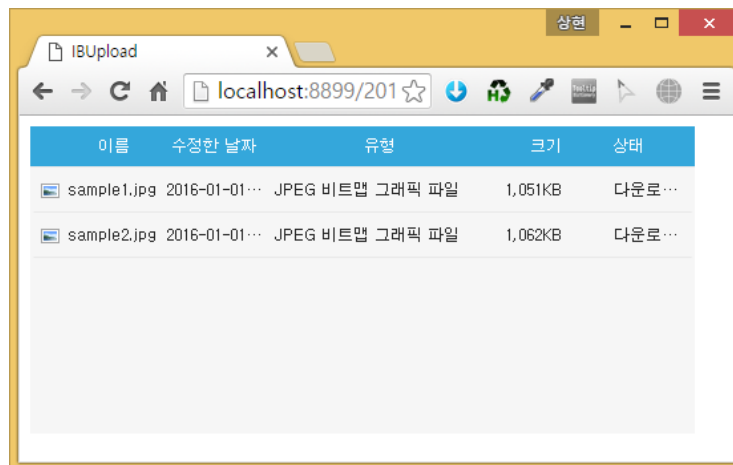 상현
IBUpload
localhost:8899/201
이름 수정한 날짜 유형 크기 상태
sample1.jpg 2016-01-01… JPEG 비트맵 그래픽 파일 1,051KB 다운로…
sample2.jpg 2016-01-01… JPEG 비트맵 그래픽 파일 1,062KB 다운로…